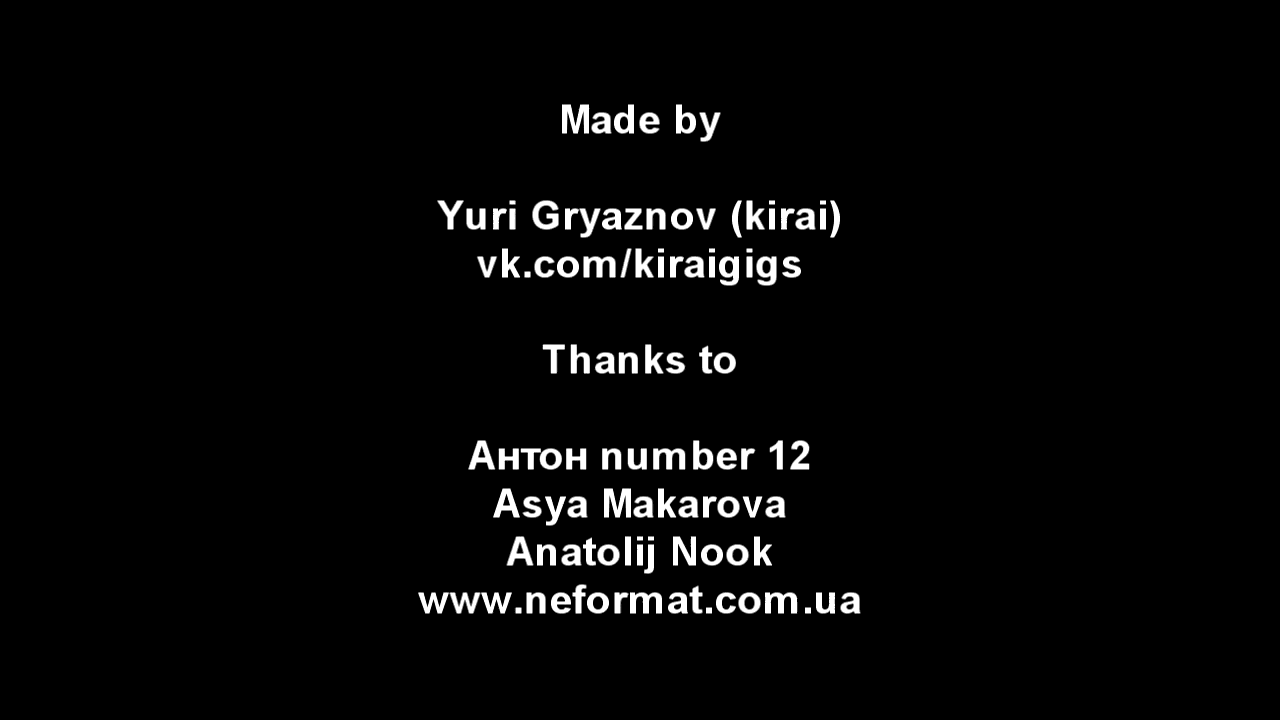 Made by
Yuri Gryaznov (kirai)
vk.com/kiraigigs
Thanks to
Антон number 12
Asya Makarova
Anatolij Nook
www.neformat.com.ua